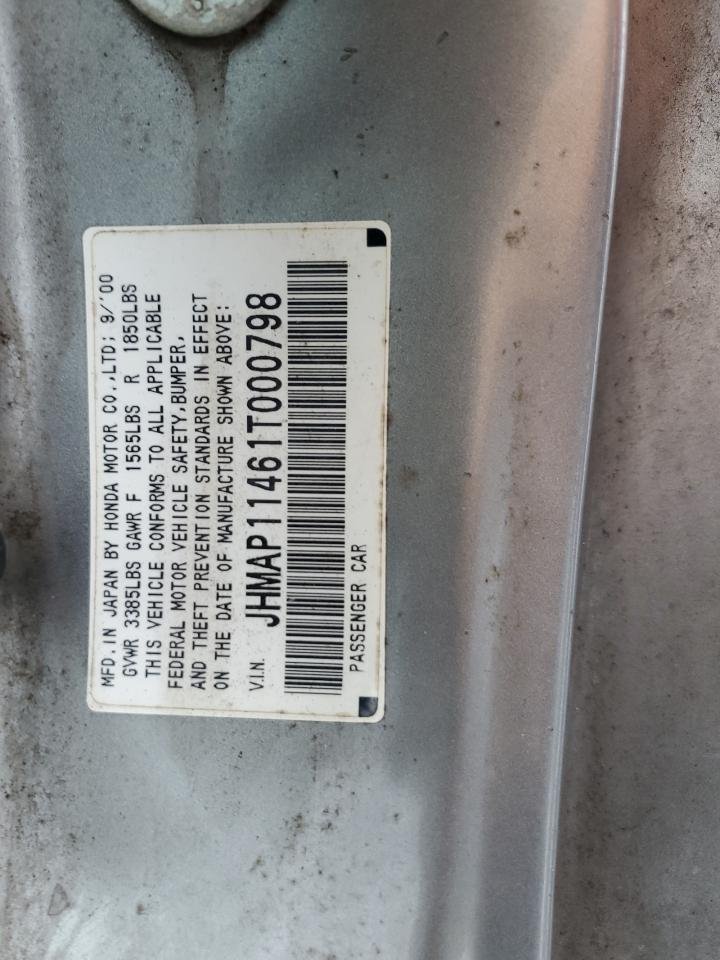 MFD.IN JAPAN BY HONDA MOTOR CO.,LTD; 9/'00
GVWR 3385LBS GAWR F 1565LBS R 1850LBS
THIS VEHICLE CONFORMS TO ALL APPLICABLE
FEDERAL MOTOR VEHICLE SAFETY,BUMPER,
AND THEFT PREVENTION STANDARDS IN EFFECT
ON THE DATE OF MANUFACTURE SHOWN ABOVE:
V.I.N. JHMAP11461T000798
PASSENGER CAR